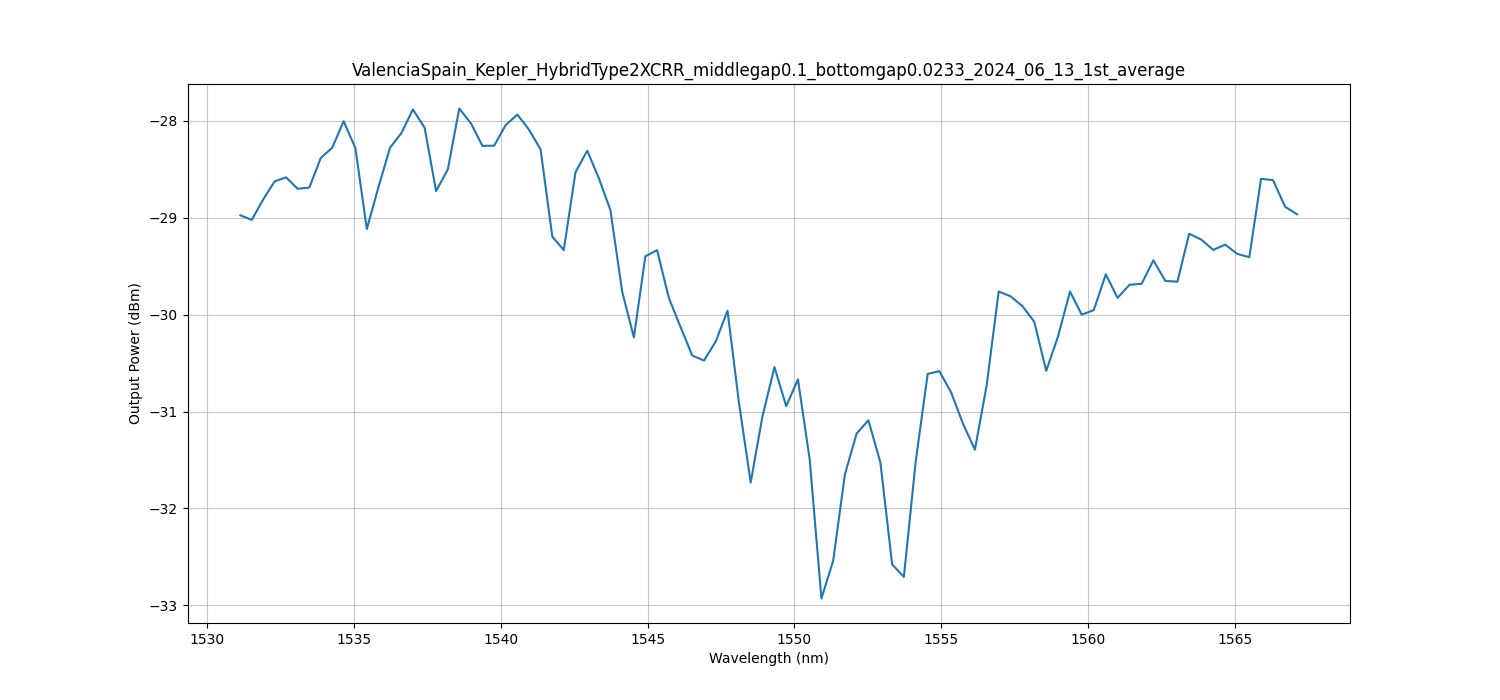 ValenciaSpain_Kepler_HybridType2XCRR_middlegap0.1_bottomgap0.0233_2024_06_13_1st_average
Output Power (dBm)
−28
−29
−30
−31
−32
−33
1530 1535 1540 1545 1550 1555 1560 1565
Wavelength (nm)